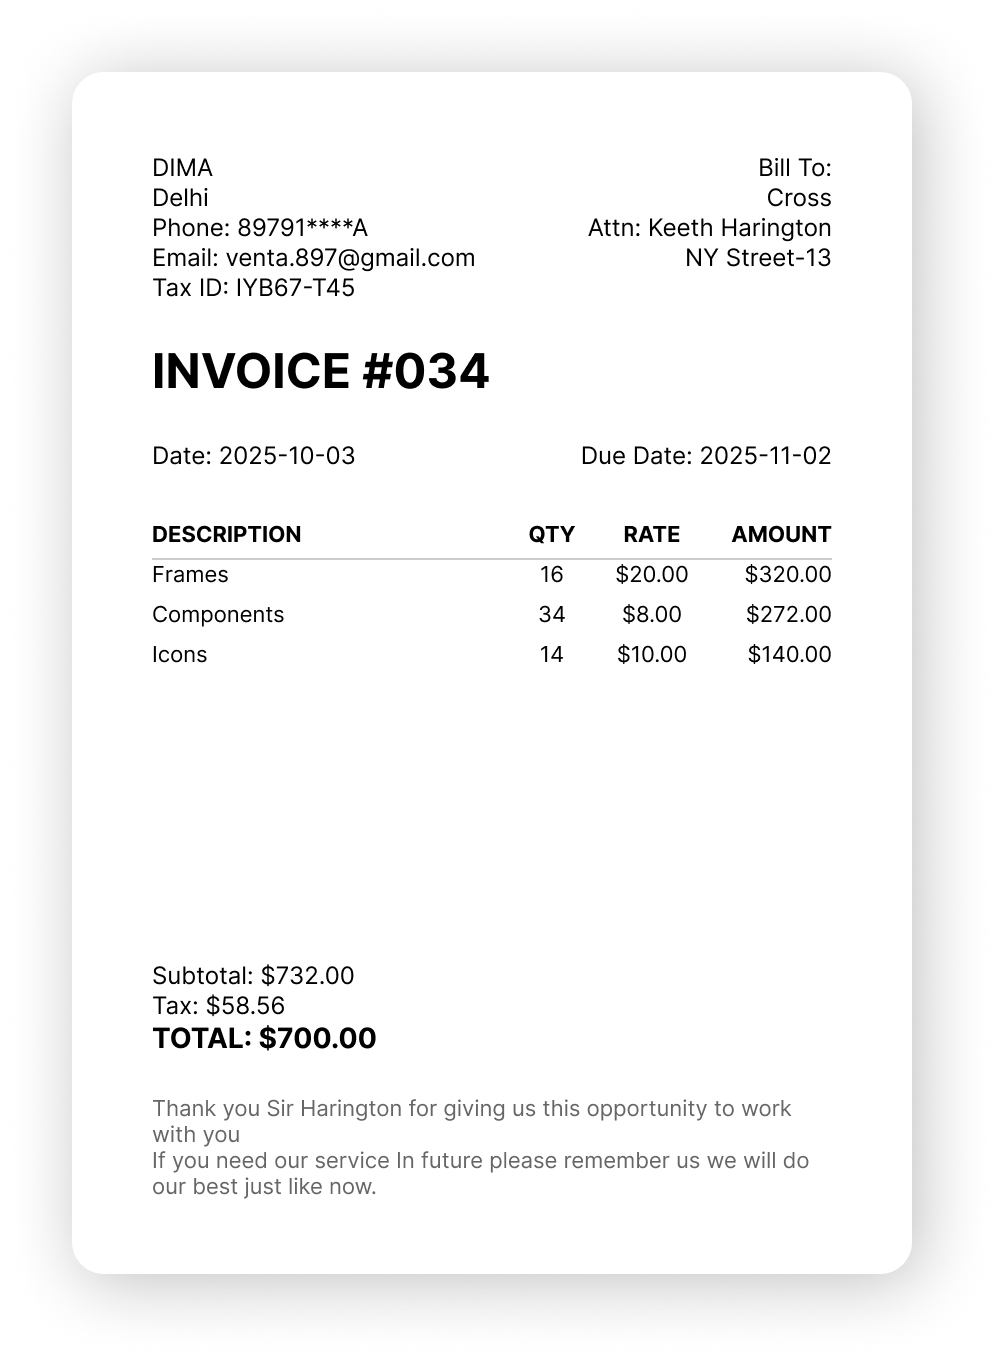 DIMA
Delhi
Phone: 89791****A
Email: venta.897@gmail.com
Tax ID: IYB67-T45
Bill To:
Cross
Attn: Keeth Harington
NY Street-13
INVOICE #034
Date: 2025-10-03
Due Date: 2025-11-02
DESCRIPTION QTY RATE AMOUNT
Frames 16 $20.00 $320.00
Components 34 $8.00 $272.00
Icons 14 $10.00 $140.00
Subtotal: $732.00
Tax: $58.56
TOTAL: $700.00
Thank you Sir Harington for giving us this opportunity to work
with you
If you need our service In future please remember us we will do
our best just like now.